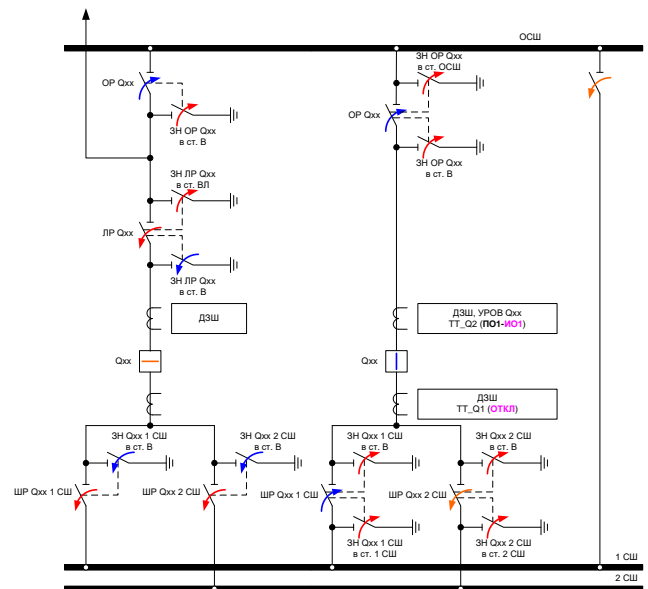 ОСШ
ОР Qxx
ЗН ОР Qxx
в ст. В
ЗН ОР Qxx
в ст. ОСШ
ОР Qxx
ЗН ОР Qxx
в ст. В
ЗН ЛР Qxx
в ст. ВЛ
ЛР Qxx
ЗН ЛР Qxx
в ст. В
ДЗШ
ДЗШ, УРОВ Qxx
ТТ_Q2 (ПО1-ИО1)
Qxx
Qxx
ДЗШ
ТТ_Q1 (ОТКЛ)
ЗН Qxx 1 СШ
в ст. В
ЗН Qxx 2 СШ
в ст. В
ЗН Qxx 1 СШ
в ст. В
ЗН Qxx 2 СШ
в ст. В
ШР Qxx 1 СШ
ШР Qxx 2 СШ
ШР Qxx 1 СШ
ШР Qxx 2 СШ
ЗН Qxx 1 СШ
в ст. 1 СШ
ЗН Qxx 2 СШ
в ст. 2 СШ
1 СШ
2 СШ